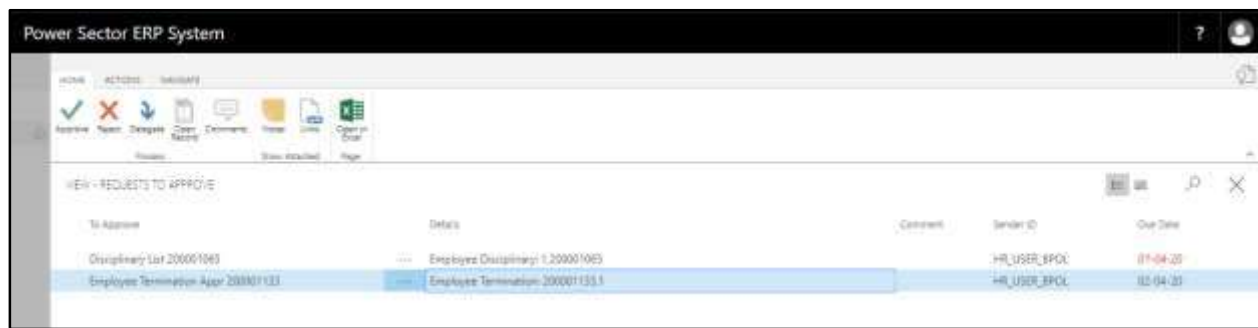 Power Sector ERP System ?
HOME ACTIONS NAVIGATE
Approve Reject Delegate Open Record Comments Notes Links Open in Excel
Process Show Attached Page
VIEW - REQUESTS TO APPROVE
To Approve Details Comment Sender ID Due Date
Disciplinary List 200001065 Employee Disciplinary: 1,200001065 HR_USER_BPOL 01-04-20
Employee Termination Appr 200001133 Employee Termination: 200001133,1 HR_USER_BPOL 02-04-20